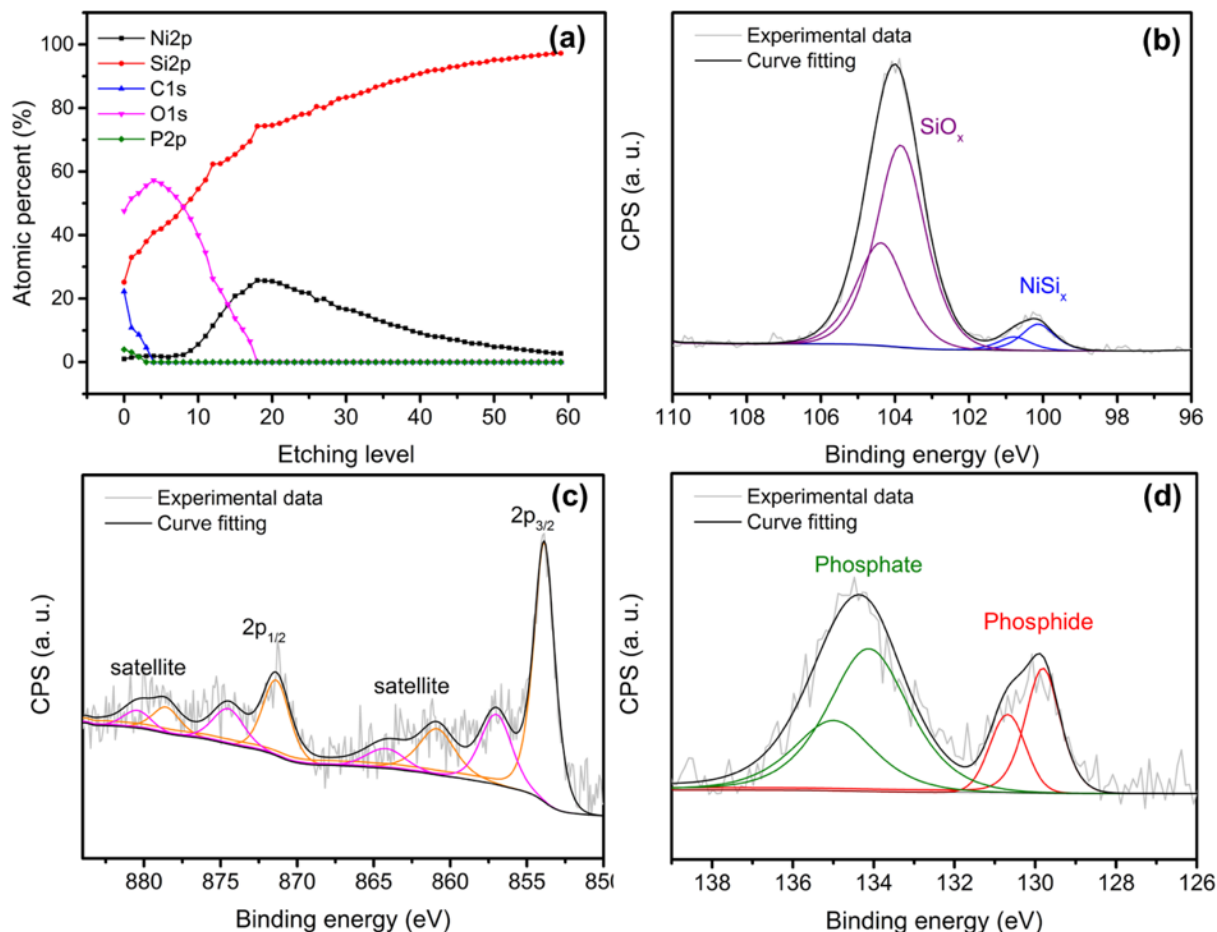 (a)
Ni2p
Si2p
C1s
O1s
P2p
100
80
60
40
20
0
Atomic percent (%)
0 10 20 30 40 50 60
Etching level
(b)
Experimental data
Curve fitting
SiOx
NiSix
CPS (a. u.)
110 108 106 104 102 100 98 96
Binding energy (eV)
(c)
Experimental data
Curve fitting
2p3/2
2p1/2
satellite
satellite
CPS (a. u.)
880 875 870 865 860 855 850
Binding energy (eV)
(d)
Experimental data
Curve fitting
Phosphate
Phosphide
CPS (a. u.)
138 136 134 132 130 128 126
Binding energy (eV)